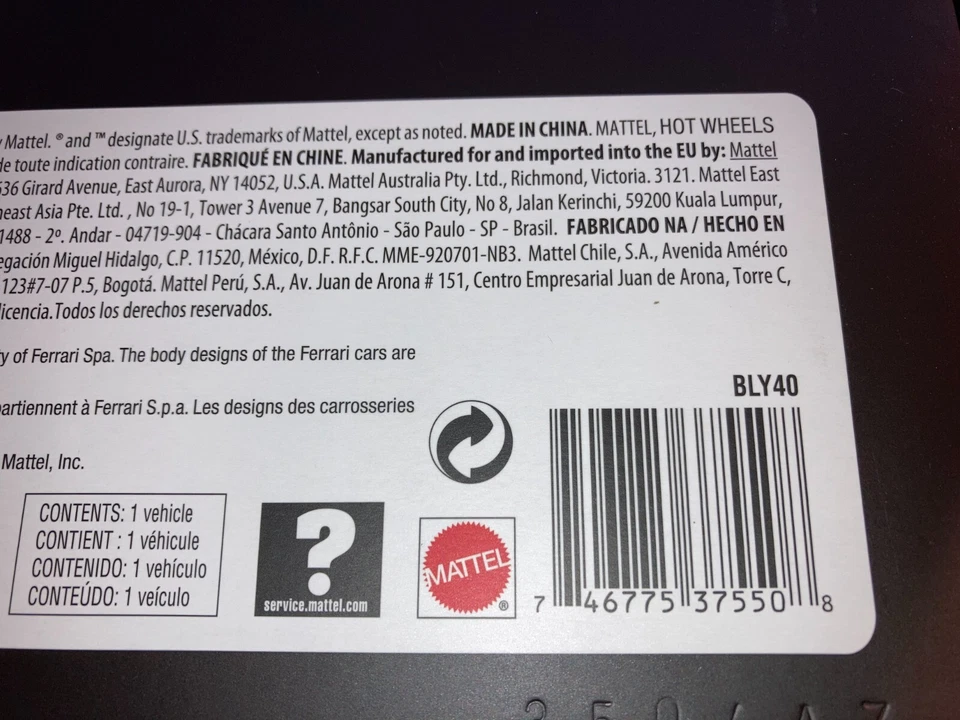 Mattel. ® and ™ designate U.S. trademarks of Mattel, except as noted. MADE IN CHINA. MATTEL, HOT WHEELS
de toute indication contraire. FABRIQUÉ EN CHINE. Manufactured for and imported into the EU by: Mattel
636 Girard Avenue, East Aurora, NY 14052, U.S.A. Mattel Australia Pty. Ltd., Richmond, Victoria. 3121. Mattel East
heast Asia Pte. Ltd. , No 19-1, Tower 3 Avenue 7, Bangsar South City, No 8, Jalan Kerinchi, 59200 Kuala Lumpur,
1488 - 2º. Andar - 04719-904 - Chácara Santo Antônio - São Paulo - SP - Brasil. FABRICADO NA / HECHO EN
egación Miguel Hidalgo, C.P. 11520, México, D.F. R.F.C. MME-920701-NB3. Mattel Chile, S.A., Avenida Américo
123#7-07 P.5, Bogotá. Mattel Perú, S.A., Av. Juan de Arona # 151, Centro Empresarial Juan de Arona, Torre C,
licencia.Todos los derechos reservados.
y of Ferrari Spa. The body designs of the Ferrari cars are
partiennent à Ferrari S.p.a. Les designs des carrosseries
Mattel, Inc.
BLY40
CONTENTS: 1 vehicle
CONTIENT : 1 véhicule
CONTENIDO: 1 vehículo
CONTEÚDO: 1 veículo
?
service.mattel.com
MATTEL
®
7 46775 37550 8